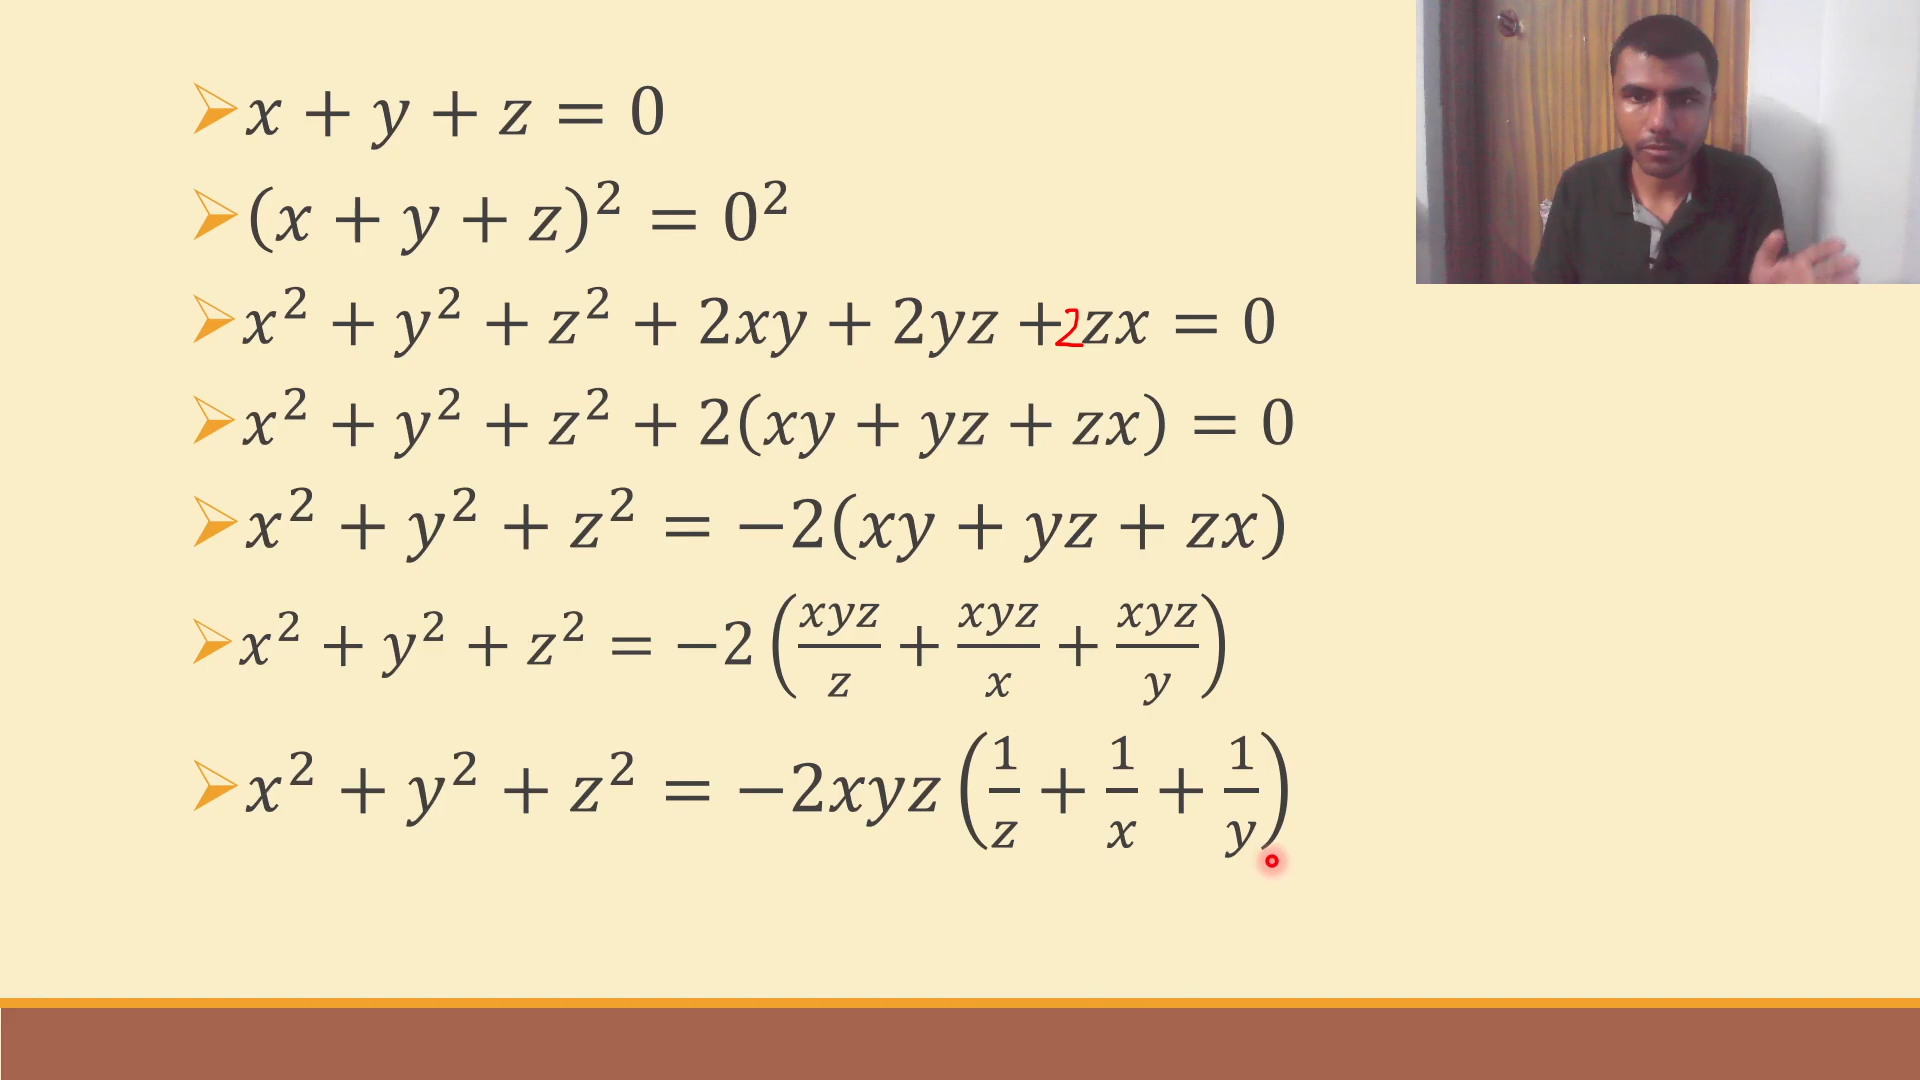 x + y + z = 0
(x + y + z)² = 0²
x² + y² + z² + 2xy + 2yz + 2zx = 0
x² + y² + z² + 2(xy + yz + zx) = 0
x² + y² + z² = −2(xy + yz + zx)
x² + y² + z² = −2(xyz/z + xyz/x + xyz/y)
x² + y² + z² = −2xyz(1/z + 1/x + 1/y)